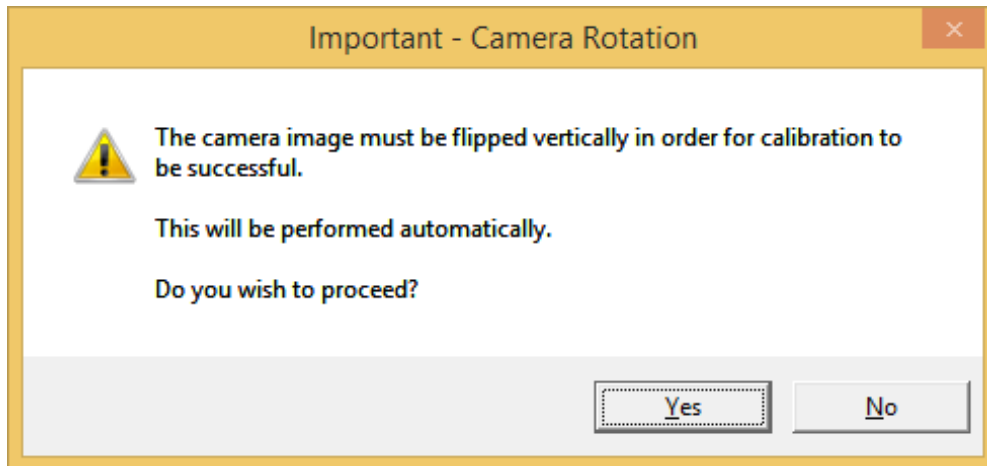 Important - Camera Rotation
The camera image must be flipped vertically in order for calibration to
be successful.
This will be performed automatically.
Do you wish to proceed?
Yes
No